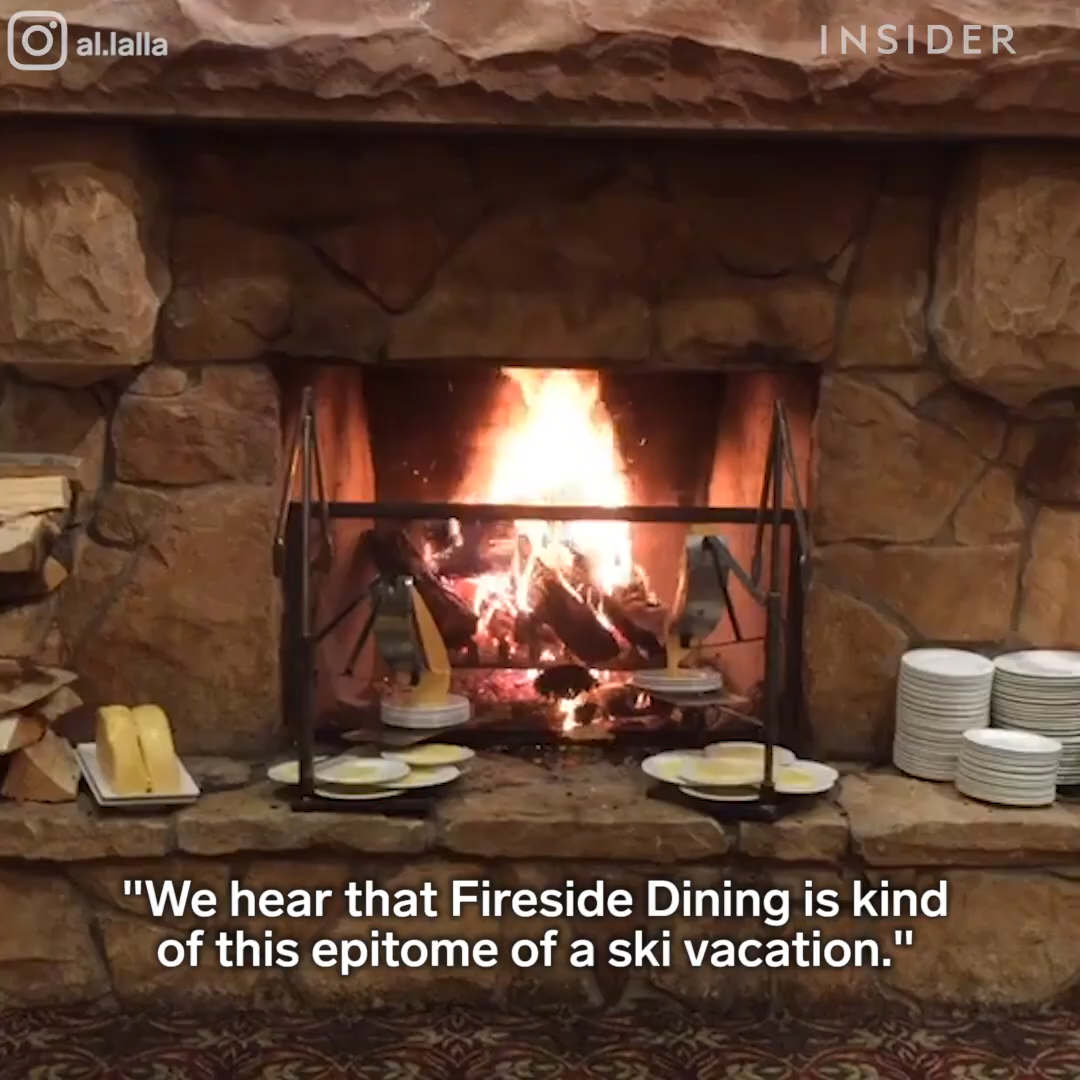 al.lalla
INSIDER
"We hear that Fireside Dining is kind
of this epitome of a ski vacation."